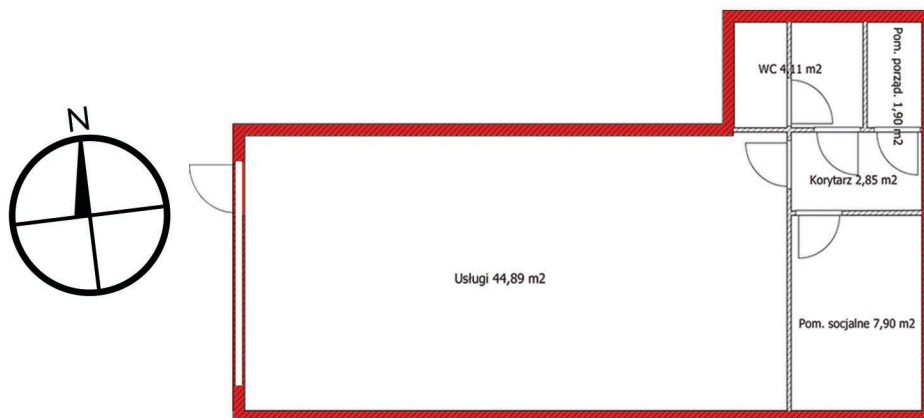 N
WC 4,11 m2
Pom. porząd. 1,90 m2
Korytarz 2,85 m2
Usługi 44,89 m2
Pom. socjalne 7,90 m2